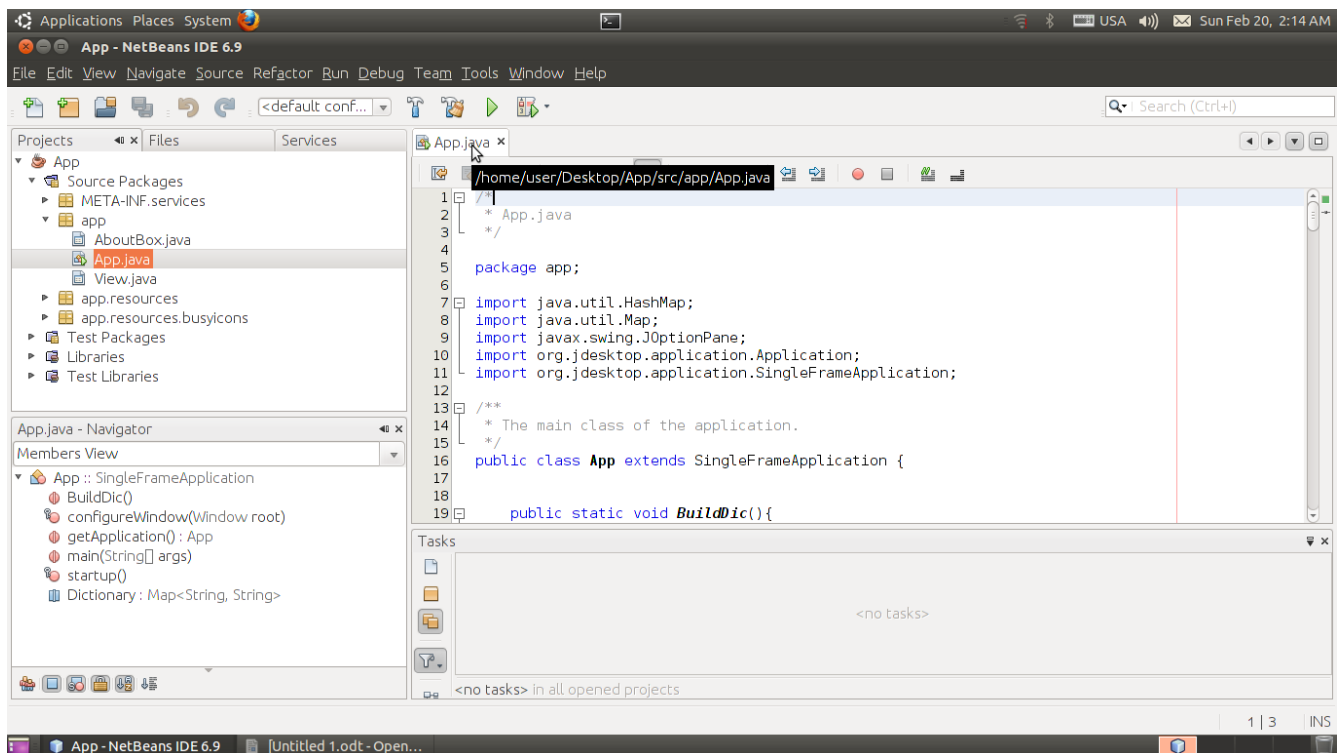 Applications Places System
USA
Sun Feb 20, 2:14 AM
App - NetBeans IDE 6.9
File Edit View Navigate Source Refactor Run Debug Team Tools Window Help
<default conf...
Search (Ctrl+I)
Projects
Files
Services
App
Source Packages
META-INF.services
app
AboutBox.java
App.java
View.java
app.resources
app.resources.busyicons
Test Packages
Libraries
Test Libraries
App.java - Navigator
Members View
App :: SingleFrameApplication
BuildDic()
configureWindow(Window root)
getApplication() : App
main(String[] args)
startup()
Dictionary : Map<String, String>
App.java
/home/user/Desktop/App/src/app/App.java
1 /*
2 * App.java
3 */
4
5 package app;
6
7 import java.util.HashMap;
8 import java.util.Map;
9 import javax.swing.JOptionPane;
10 import org.jdesktop.application.Application;
11 import org.jdesktop.application.SingleFrameApplication;
12
13 /**
14 * The main class of the application.
15 */
16 public class App extends SingleFrameApplication {
17
18
19 public static void BuildDic(){
Tasks
<no tasks>
<no tasks> in all opened projects
1 | 3 INS
App - NetBeans IDE 6.9
[Untitled 1.odt - Open...